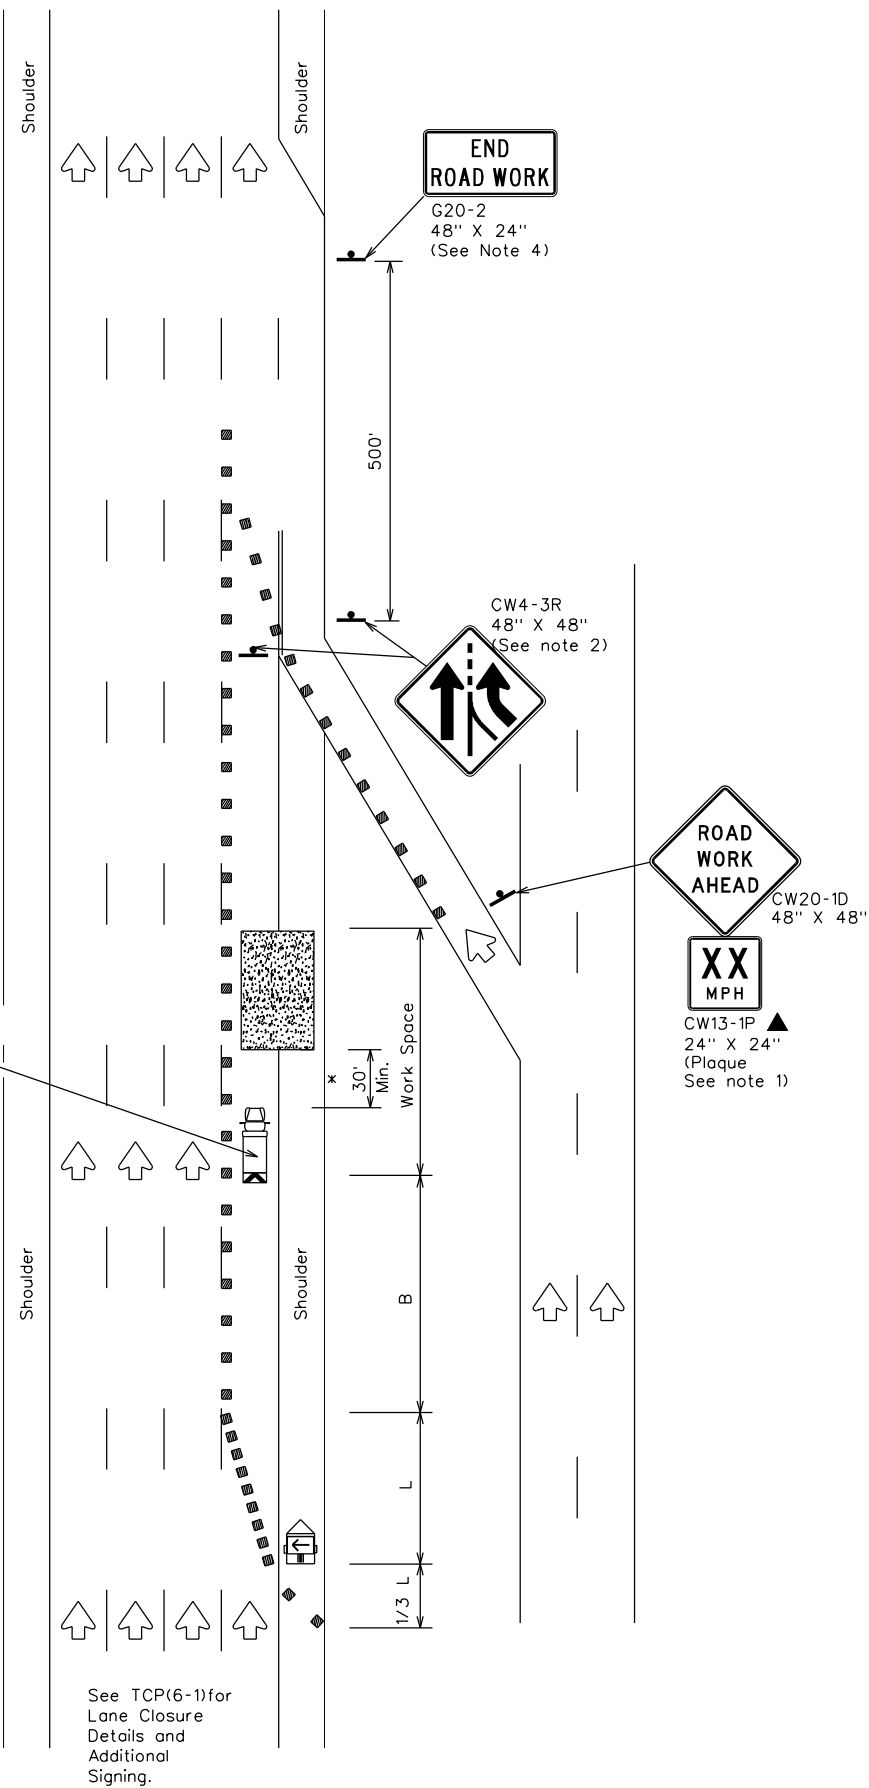 Shoulder
Shoulder
END
ROAD WORK
G20-2
48" X 24"
(See Note 4)
500'
CW4-3R
48" X 48"
(See note 2)
ROAD
WORK
AHEAD
CW20-1D
48" X 48"
XX
MPH
CW13-1P
24" X 24"
(Plaque
See note 1)
Work Space
*
30'
Min.
Shoulder
Shoulder
B
L
1/3 L
See TCP(6-1)for
Lane Closure
Details and
Additional
Signing.